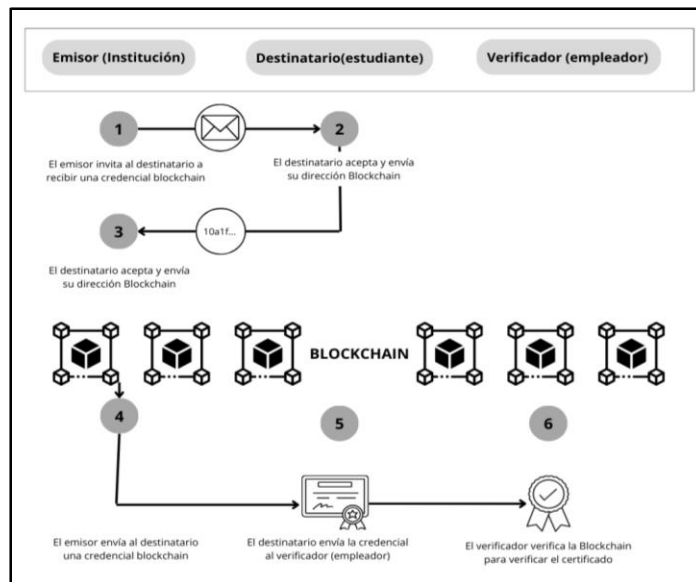 Emisor (Institución)
Destinatario(estudiante)
Verificador (empleador)
1
2
El emisor invita al destinatario a
recibir una credencial blockchain
El destinatario acepta y envía
su dirección Blockchain
3
10a1f...
El destinatario acepta y envía
su dirección Blockchain
BLOCKCHAIN
4
5
6
El emisor envía al destinatario
una credencial blockchain
El destinatario envía la credencial
al verificador (empleador)
El verificador verifica la Blockchain
para verificar el certificado